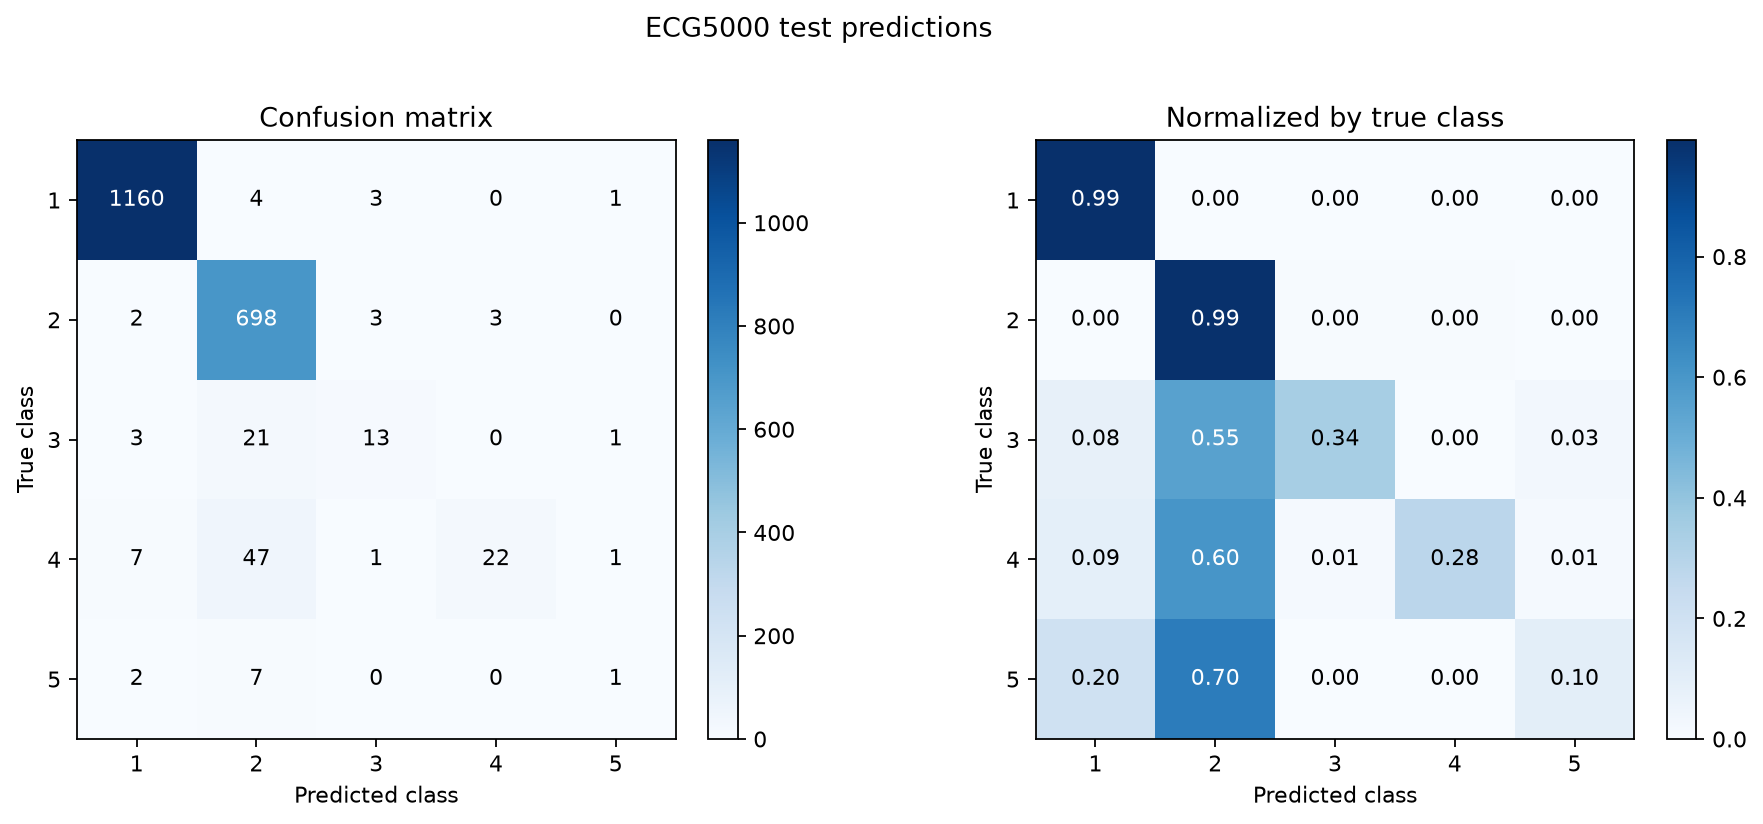 ECG5000 test predictions
Confusion matrix
1 1160 4 3 0 1
2 2 698 3 3 0
3 3 21 13 0 1
4 7 47 1 22 1
5 2 7 0 0 1
1 2 3 4 5
Predicted class
True class
1000
800
600
400
200
0
Normalized by true class
1 0.99 0.00 0.00 0.00 0.00
2 0.00 0.99 0.00 0.00 0.00
3 0.08 0.55 0.34 0.00 0.03
4 0.09 0.60 0.01 0.28 0.01
5 0.20 0.70 0.00 0.00 0.10
1 2 3 4 5
Predicted class
True class
0.8
0.6
0.4
0.2
0.0